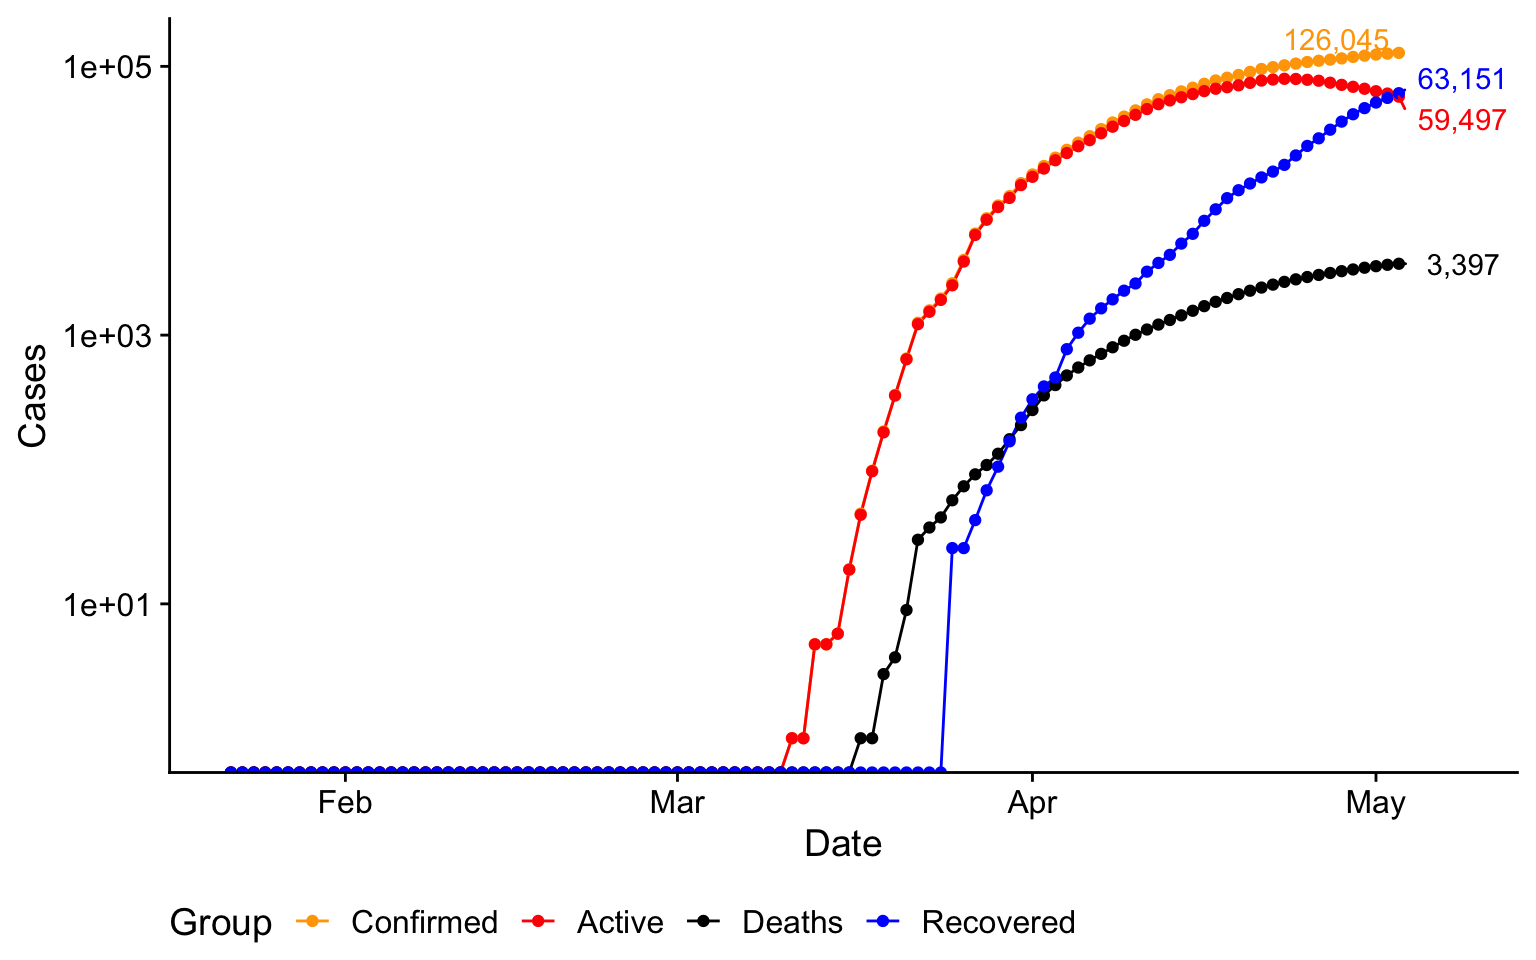 126,045
1e+05
63,151
59,497
3,397
1e+03
Cases
1e+01
Feb Mar Apr May
Date
Group Confirmed Active Deaths Recovered